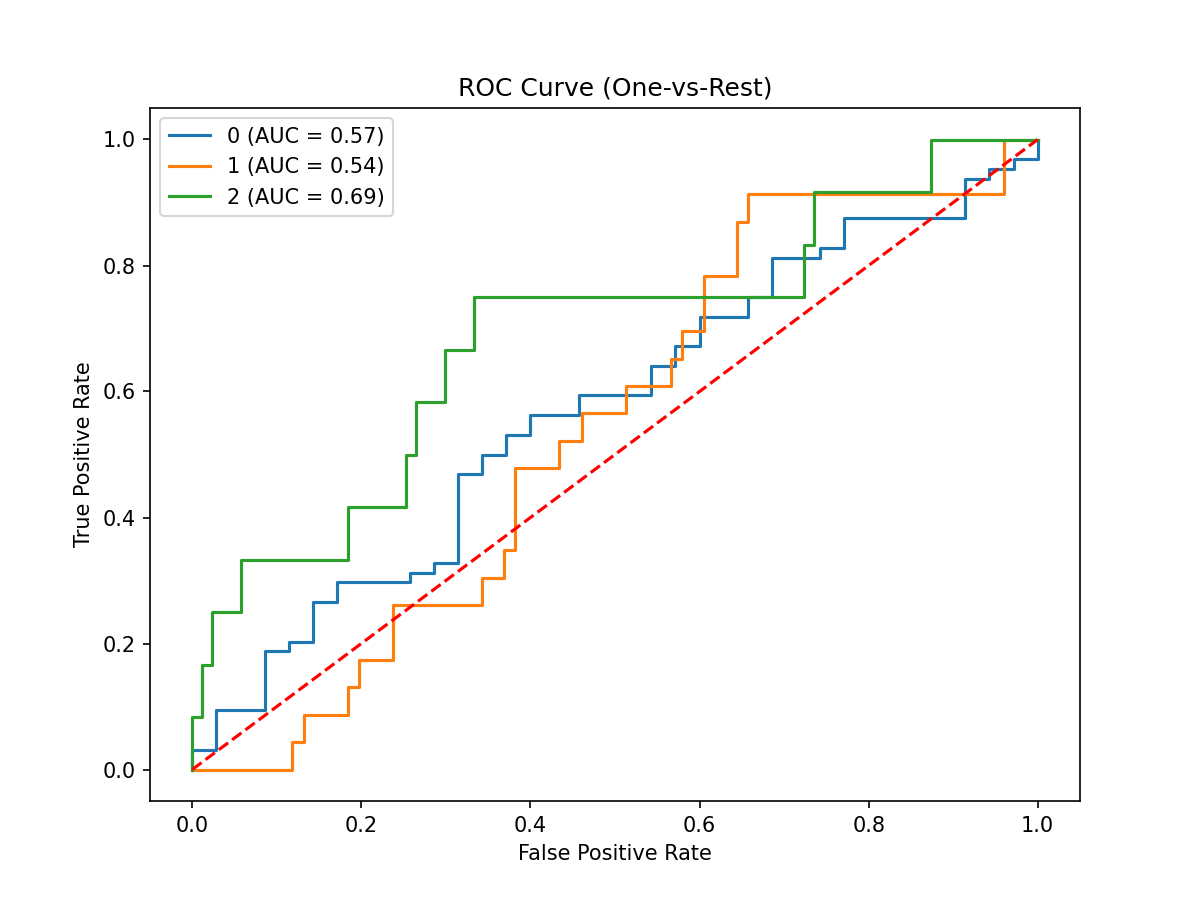 ROC Curve (One-vs-Rest)
0 (AUC = 0.57)
1 (AUC = 0.54)
2 (AUC = 0.69)
True Positive Rate
1.0
0.8
0.6
0.4
0.2
0.0
0.0 0.2 0.4 0.6 0.8 1.0
False Positive Rate